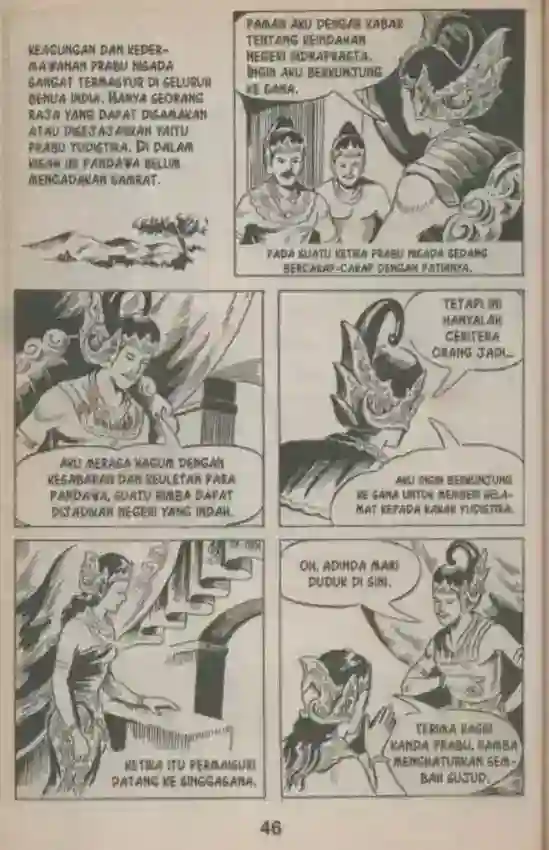 KEAGUNGAN DAN KEDER-
MAWANAN PRABU NIGADA
SANGAT TERMASYUR DI SELURUH
BENUA INDIA. HANYA SEORANG
RAJA YANG DAPAT DISAMAKAN
ATAU DISEJAJARKAN YAITU
PRABU YUDISTIRA. DI DALAM
KISAH INI PANDAWA BELUM
MENGADAKAN SAMRAT.
PAMAN AKU DENGAR KABAR
TENTANG KEINDAHAN
NEGERI INDRAPRASTA.
INGIN AKU BERKUNJUNG
KE SANA.
PADA SUATU KETIKA PRABU NIGADA SEDANG
BERCAKAP-CAKAP DENGAN PATIHNYA.
AKU MERASA KAGUM DENGAN
KESABARAN DAN KEULETAN PARA
PANDAWA, SUATU RIMBA DAPAT
DIJADIKAN NEGERI YANG INDAH.
TETAPI INI
HANYALAH
CERITERA
ORANG JADI...
AKU INGIN BERKUNJUNG
KE SANA UNTUK MEMBERI SELA-
MAT KEPADA KAKAK YUDISTIRA.
KETIKA ITU PERMAISURI
DATANG KE SINGGASANA.
OH, ADINDA MARI
DUDUK DI SINI.
TERIMA KASIH
KANDA PRABU. HAMBA
MENGHATURKAN SEM-
BAH SUJUD.
46